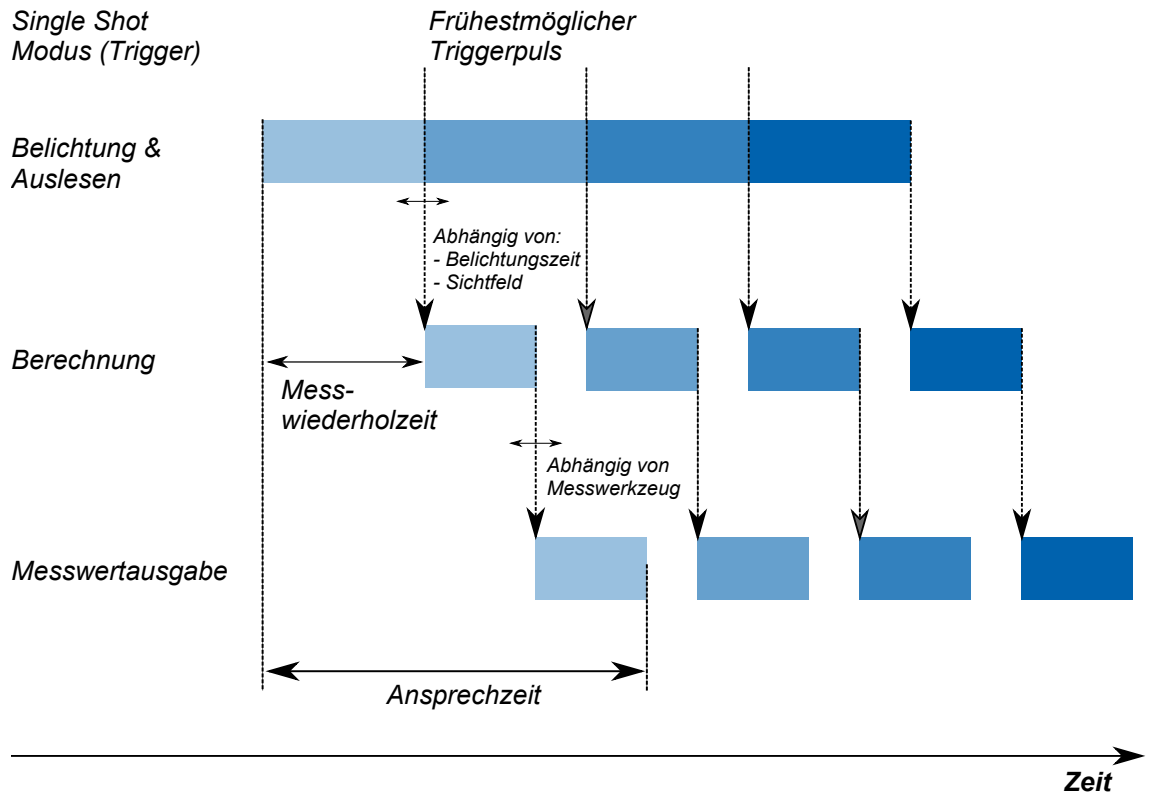 Single Shot
Modus (Trigger)
Frühestmöglicher
Triggerpuls
Belichtung &
Auslesen
Abhängig von:
- Belichtungszeit
- Sichtfeld
Berechnung
Mess-
wiederholzeit
Abhängig von
Messwerkzeug
Messwertausgabe
Ansprechzeit
Zeit